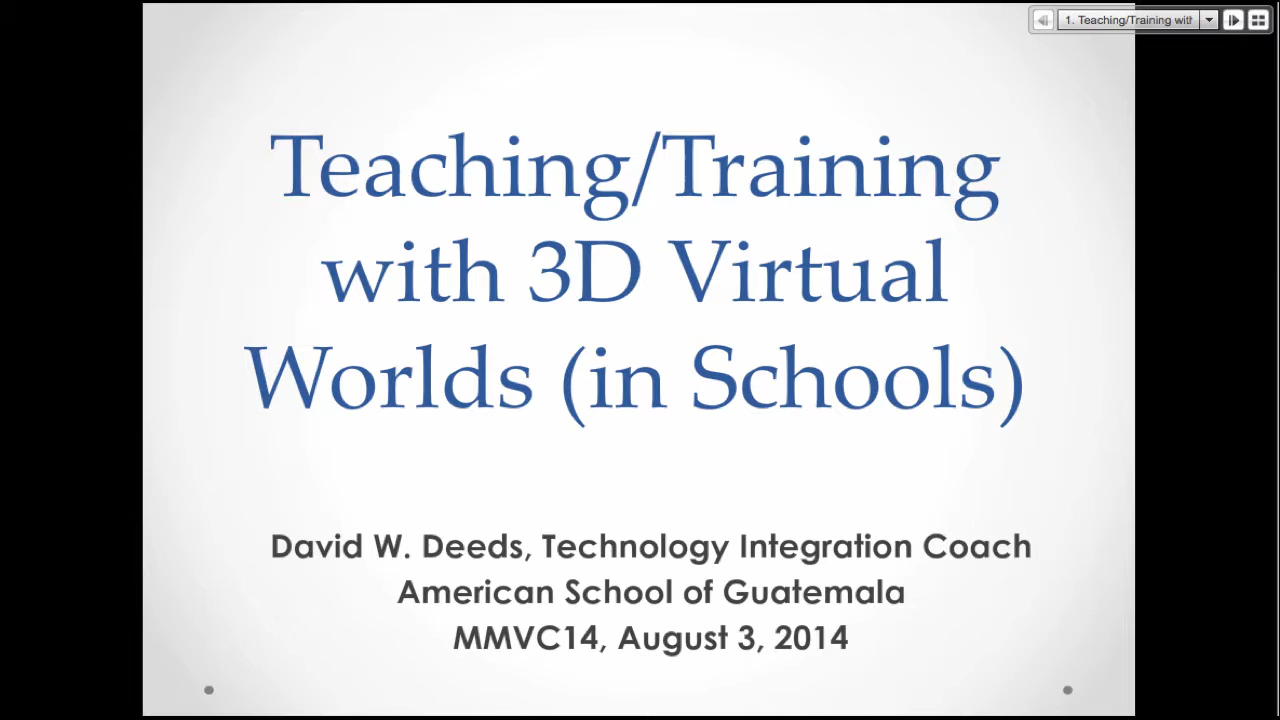 1. Teaching/Training with
Teaching/Training
with 3D Virtual
Worlds (in Schools)
David W. Deeds, Technology Integration Coach
American School of Guatemala
MMVC14, August 3, 2014